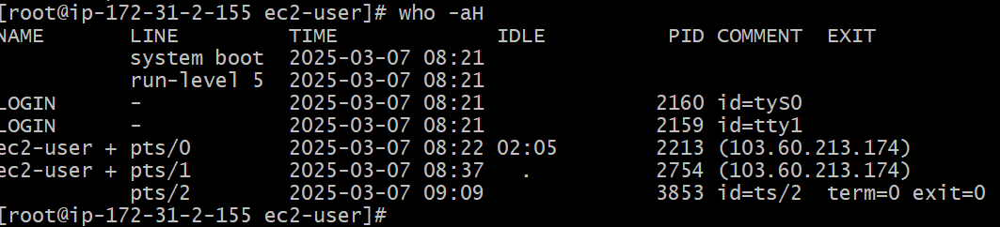 [root@ip-172-31-2-155 ec2-user]# who -aH
NAME       LINE         TIME             IDLE          PID COMMENT  EXIT
           system boot  2025-03-07 08:21
           run-level 5  2025-03-07 08:21
LOGIN      -            2025-03-07 08:21              2160 id=tyS0
LOGIN      -            2025-03-07 08:21              2159 id=tty1
ec2-user + pts/0        2025-03-07 08:22 02:05        2213 (103.60.213.174)
ec2-user + pts/1        2025-03-07 08:37   .          2754 (103.60.213.174)
           pts/2        2025-03-07 09:09              3853 id=ts/2  term=0 exit=0
[root@ip-172-31-2-155 ec2-user]#